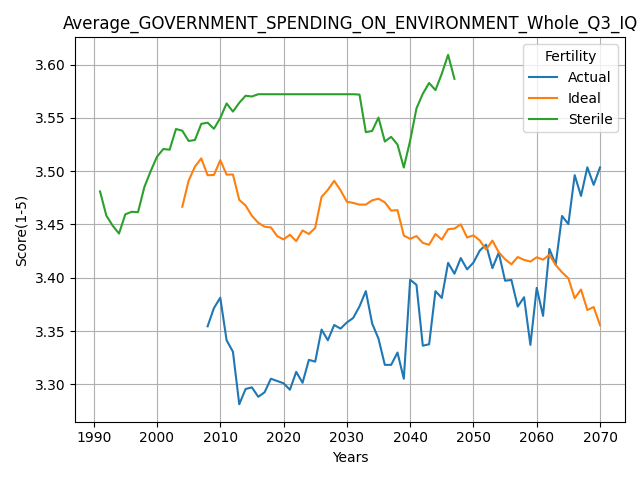 Average_GOVERNMENT_SPENDING_ON_ENVIRONMENT_Whole_Q3_IQ
Fertility
Actual
Ideal
Sterile
Score(1-5)
3.60
3.55
3.50
3.45
3.40
3.35
3.30
1990 2000 2010 2020 2030 2040 2050 2060 2070
Years